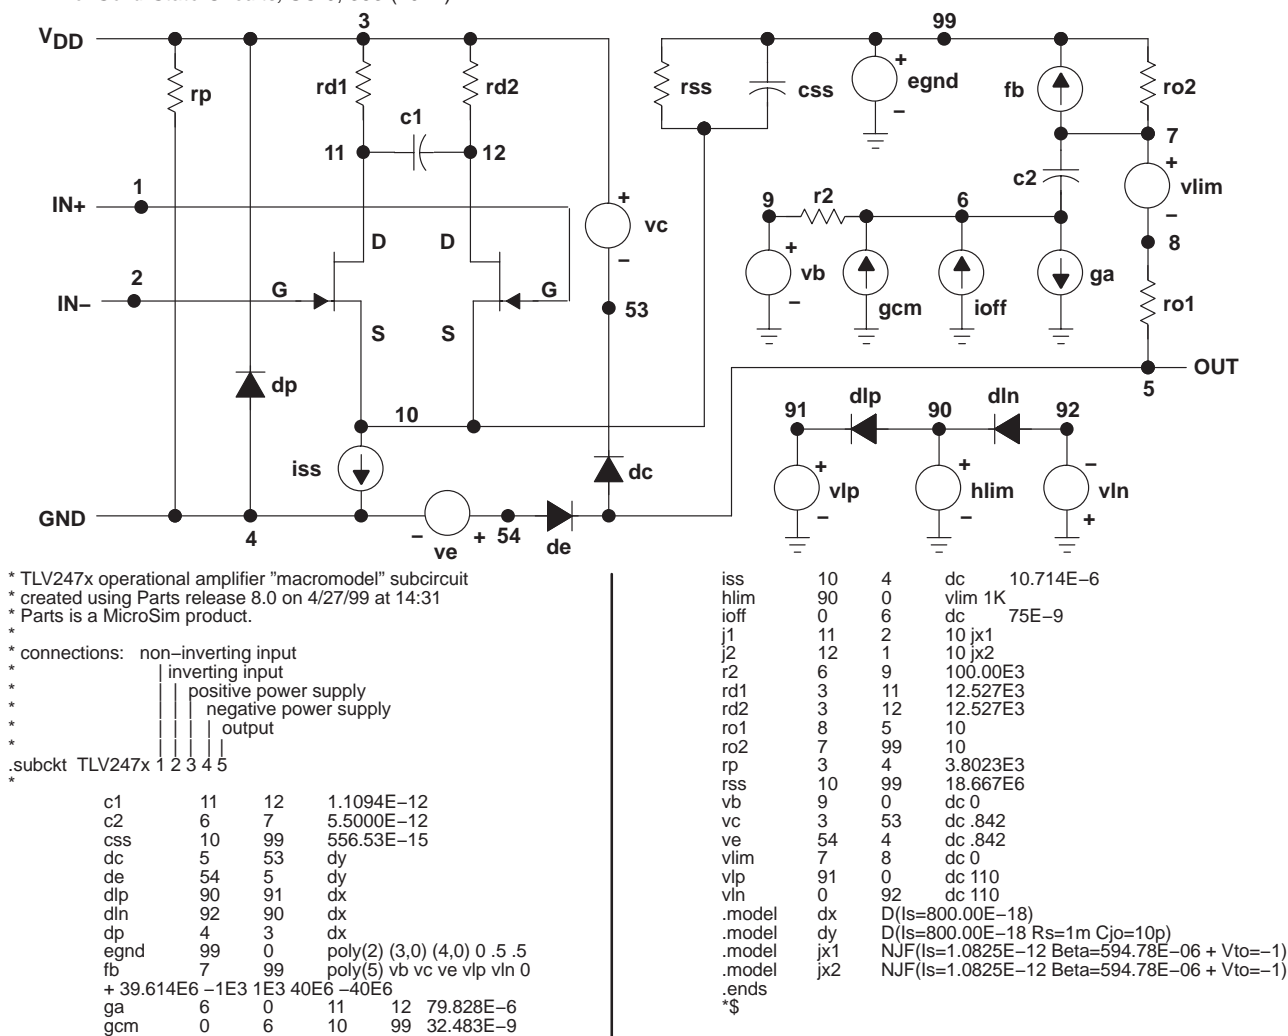 3
99
VDD
rp
rd1
rd2
c1
11
12
rss
css
egnd
+
−
fb
ro2
7
c2
+
vlim
−
8
1
IN+
2
IN−
D
D
G
G
S
S
+
vc
−
53
9
r2
6
+
vb
−
gcm
ioff
ga
ro1
OUT
5
dp
10
iss
dc
GND
4
−
ve
+
54
de
91
dlp
90
dln
92
+
vlp
−
+
hlim
−
−
vln
+
* TLV247x operational amplifier ”macromodel” subcircuit
* created using Parts release 8.0 on 4/27/99 at 14:31
* Parts is a MicroSim product.
*
* connections: non−inverting input
* | inverting input
* | | positive power supply
* | | | negative power supply
* | | | | output
* | | | | |
.subckt TLV247x 1 2 3 4 5
*
c1 11 12 1.1094E−12
c2 6 7 5.5000E−12
css 10 99 556.53E−15
dc 5 53 dy
de 54 5 dy
dlp 90 91 dx
dln 92 90 dx
dp 4 3 dx
egnd 99 0 poly(2) (3,0) (4,0) 0 .5 .5
fb 7 99 poly(5) vb vc ve vlp vln 0
+ 39.614E6 −1E3 1E3 40E6 −40E6
ga 6 0 11 12 79.828E−6
gcm 0 6 10 99 32.483E−9
iss 10 4 dc 10.714E−6
hlim 90 0 vlim 1K
ioff 0 6 dc 75E−9
j1 11 2 10 jx1
j2 12 1 10 jx2
r2 6 9 100.00E3
rd1 3 11 12.527E3
rd2 3 12 12.527E3
ro1 8 5 10
ro2 7 99 10
rp 3 4 3.8023E3
rss 10 99 18.667E6
vb 9 0 dc 0
vc 3 53 dc .842
ve 54 4 dc .842
vlim 7 8 dc 0
vlp 91 0 dc 110
vln 0 92 dc 110
.model dx D(Is=800.00E−18)
.model dy D(Is=800.00E−18 Rs=1m Cjo=10p)
.model jx1 NJF(Is=1.0825E−12 Beta=594.78E−06 + Vto=−1)
.model jx2 NJF(Is=1.0825E−12 Beta=594.78E−06 + Vto=−1)
.ends
*$